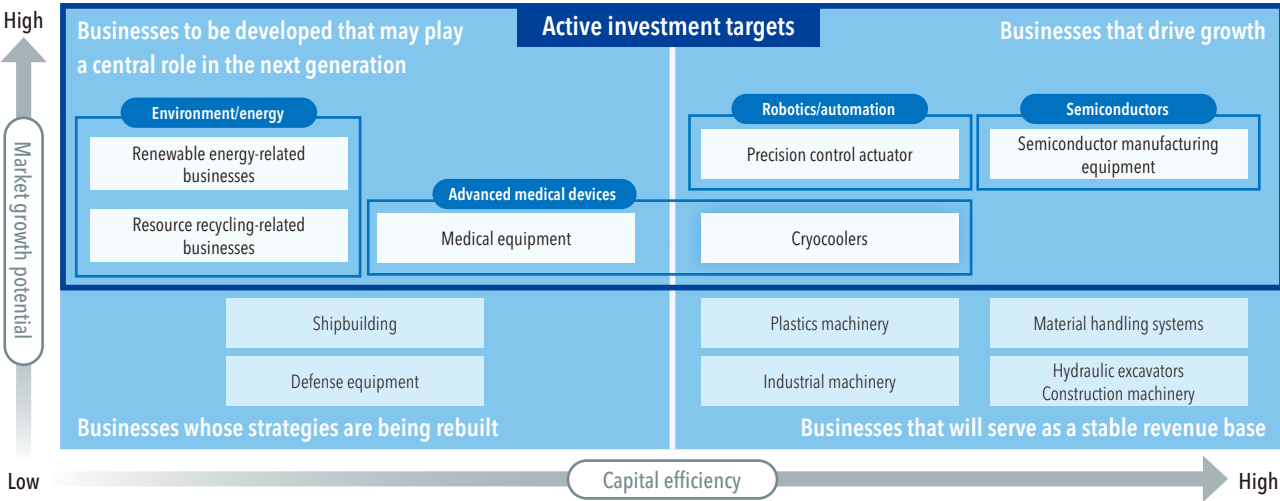 High
Market growth potential
Low
Active investment targets
Businesses to be developed that may play
a central role in the next generation
Businesses that drive growth
Environment/energy
Renewable energy-related
businesses
Resource recycling-related
businesses
Advanced medical devices
Medical equipment
Cryocoolers
Robotics/automation
Precision control actuator
Semiconductors
Semiconductor manufacturing
equipment
Shipbuilding
Defense equipment
Businesses whose strategies are being rebuilt
Plastics machinery
Material handling systems
Industrial machinery
Hydraulic excavators
Construction machinery
Businesses that will serve as a stable revenue base
Capital efficiency
High